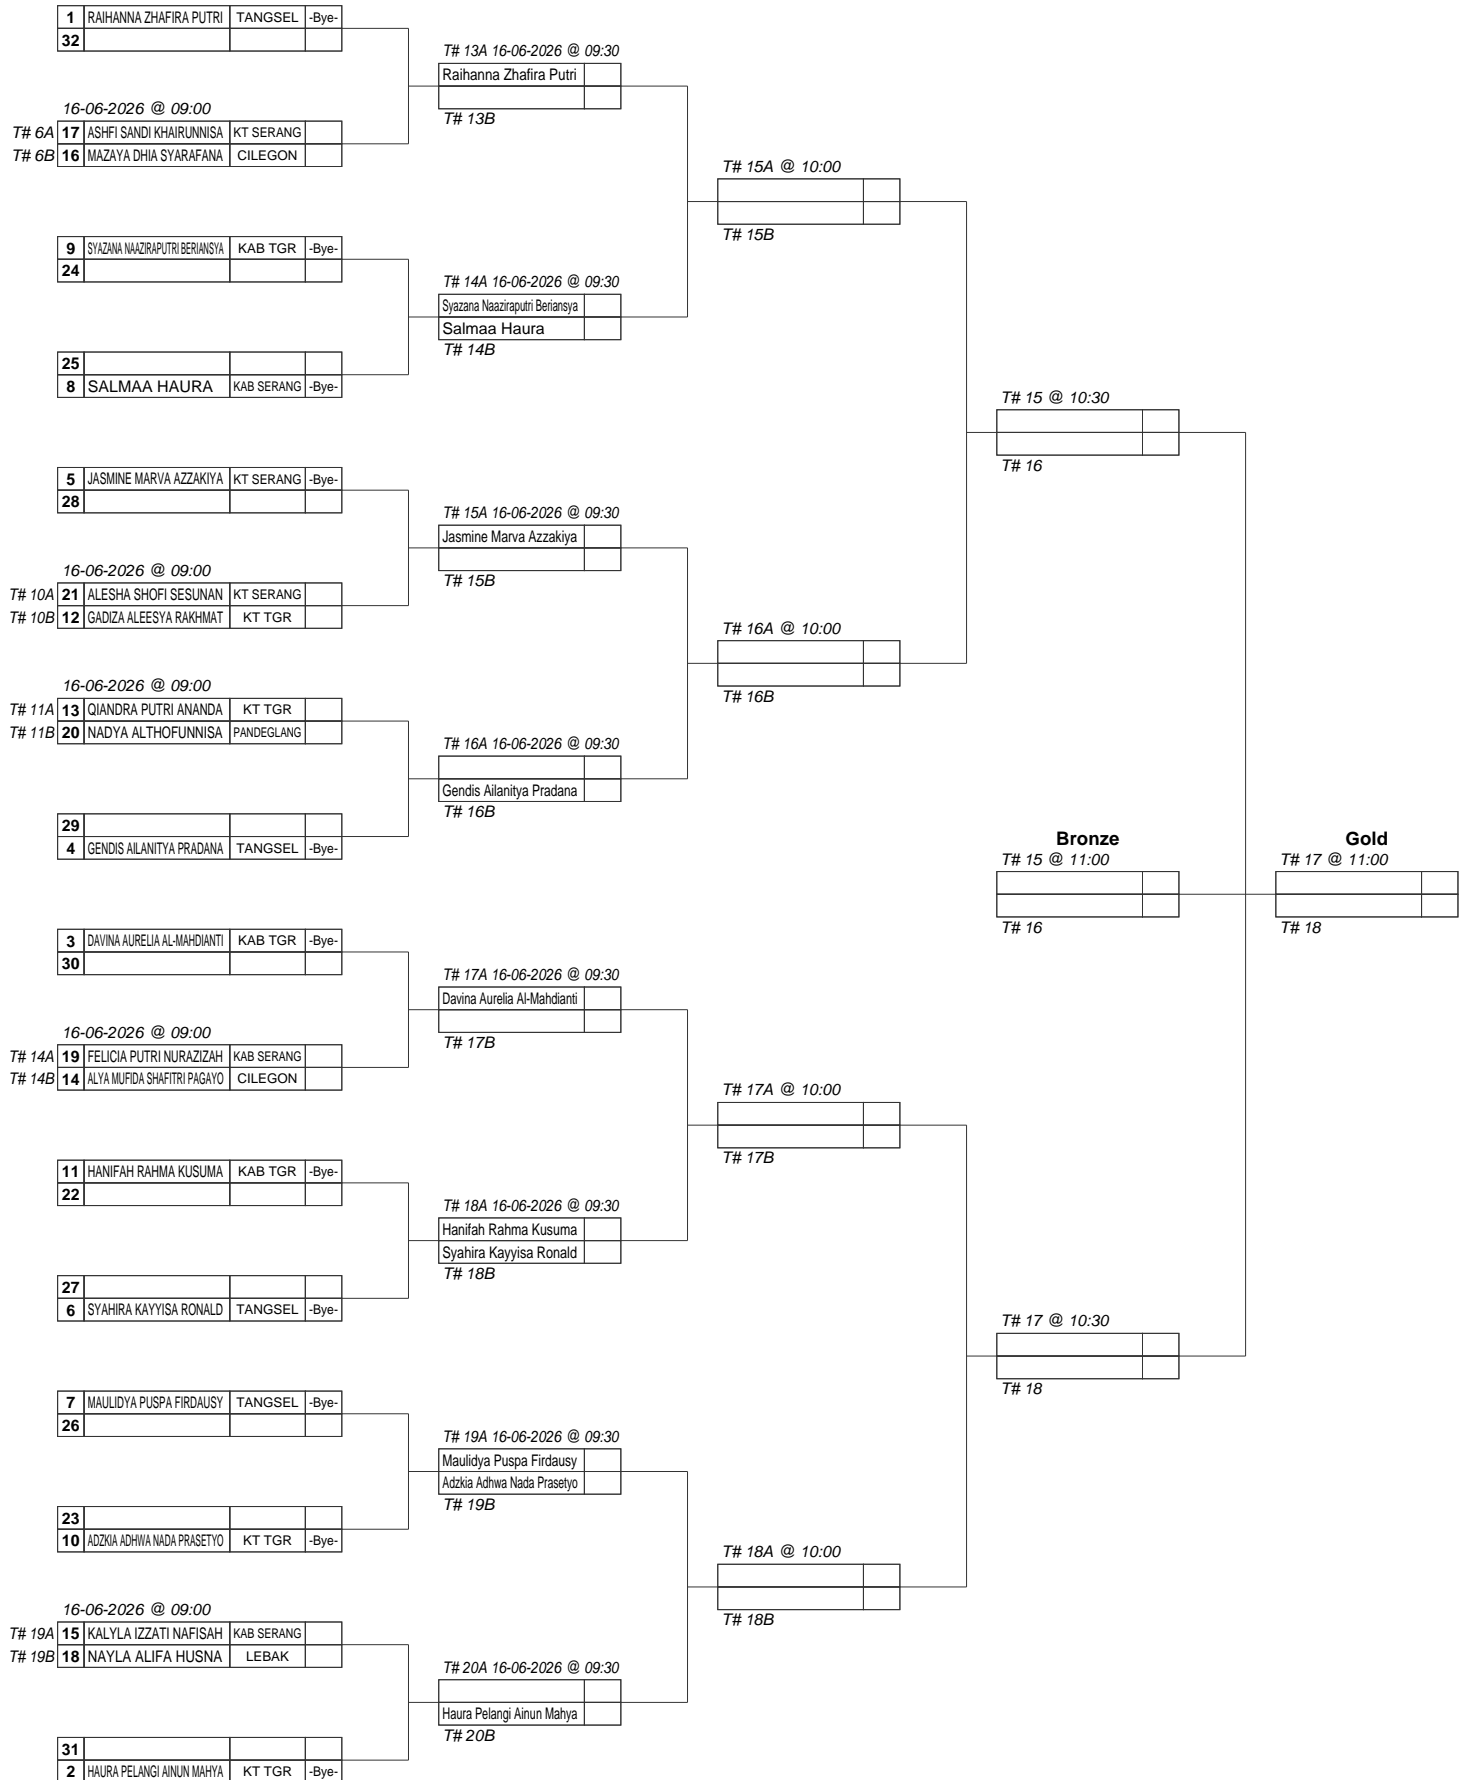 1 RAIHANNA ZHAFIRA PUTRI TANGSEL -Bye-
32
T# 13A 16-06-2026 @ 09:30
Raihanna Zhafira Putri
T# 13B
16-06-2026 @ 09:00
T# 6A 17 ASHFI SANDI KHAIRUNNISA KT SERANG
T# 6B 16 MAZAYA DHIA SYARAFANA CILEGON
T# 15A @ 10:00
T# 15B
9 SYAZANA NAAZIRAPUTRI BERIANSYA KAB TGR -Bye-
24
T# 14A 16-06-2026 @ 09:30
Syazana Naaziraputri Beriansya
Salmaa Haura
T# 14B
25
8 SALMAA HAURA KAB SERANG -Bye-
T# 15 @ 10:30
T# 16
5 JASMINE MARVA AZZAKIYA KT SERANG -Bye-
28
T# 15A 16-06-2026 @ 09:30
Jasmine Marva Azzakiya
T# 15B
16-06-2026 @ 09:00
T# 10A 21 ALESHA SHOFI SESUNAN KT SERANG
T# 10B 12 GADIZA ALEESYA RAKHMAT KT TGR
T# 16A @ 10:00
T# 16B
16-06-2026 @ 09:00
T# 11A 13 QIANDRA PUTRI ANANDA KT TGR
T# 11B 20 NADYA ALTHOFUNNISA PANDEGLANG
T# 16A 16-06-2026 @ 09:30
Gendis Ailanitya Pradana
T# 16B
29
4 GENDIS AILANITYA PRADANA TANGSEL -Bye-
Bronze
T# 15 @ 11:00
T# 16
Gold
T# 17 @ 11:00
T# 18
3 DAVINA AURELIA AL-MAHDIANTI KAB TGR -Bye-
30
T# 17A 16-06-2026 @ 09:30
Davina Aurelia Al-Mahdianti
T# 17B
16-06-2026 @ 09:00
T# 14A 19 FELICIA PUTRI NURAZIZAH KAB SERANG
T# 14B 14 ALYA MUFIDA SHAFITRI PAGAYO CILEGON
T# 17A @ 10:00
T# 17B
11 HANIFAH RAHMA KUSUMA KAB TGR -Bye-
22
T# 18A 16-06-2026 @ 09:30
Hanifah Rahma Kusuma
Syahira Kayyisa Ronald
T# 18B
27
6 SYAHIRA KAYYISA RONALD TANGSEL -Bye-
T# 17 @ 10:30
T# 18
7 MAULIDYA PUSPA FIRDAUSY TANGSEL -Bye-
26
T# 19A 16-06-2026 @ 09:30
Maulidya Puspa Firdausy
Adzkia Adhwa Nada Prasetyo
T# 19B
23
10 ADZKIA ADHWA NADA PRASETYO KT TGR -Bye-
T# 18A @ 10:00
T# 18B
16-06-2026 @ 09:00
T# 19A 15 KALYLA IZZATI NAFISAH KAB SERANG
T# 19B 18 NAYLA ALIFA HUSNA LEBAK
T# 20A 16-06-2026 @ 09:30
Haura Pelangi Ainun Mahya
T# 20B
31
2 HAURA PELANGI AINUN MAHYA KT TGR -Bye-